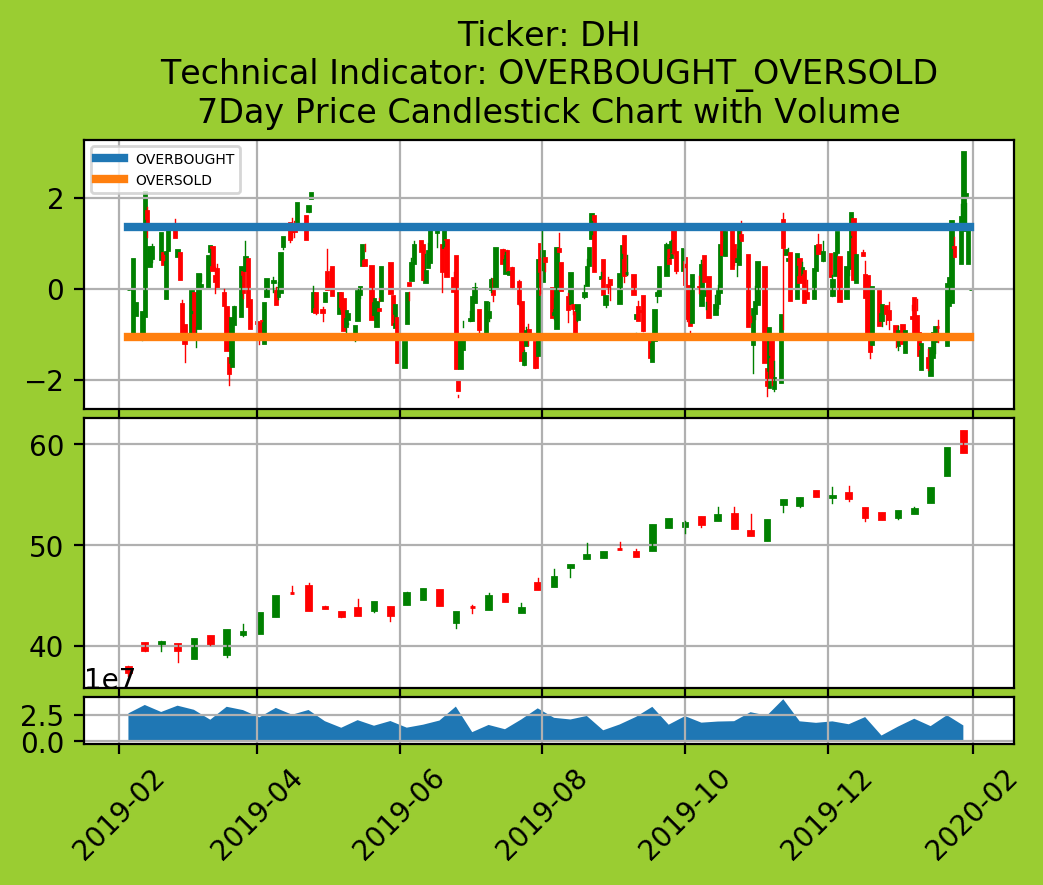 Ticker: DHI
Technical Indicator: OVERBOUGHT_OVERSOLD
7Day Price Candlestick Chart with Volume
OVERBOUGHT
OVERSOLD
2
0
−2
60
50
40
1e7
2.5
0.0
2019-02
2019-04
2019-06
2019-08
2019-10
2019-12
2020-02